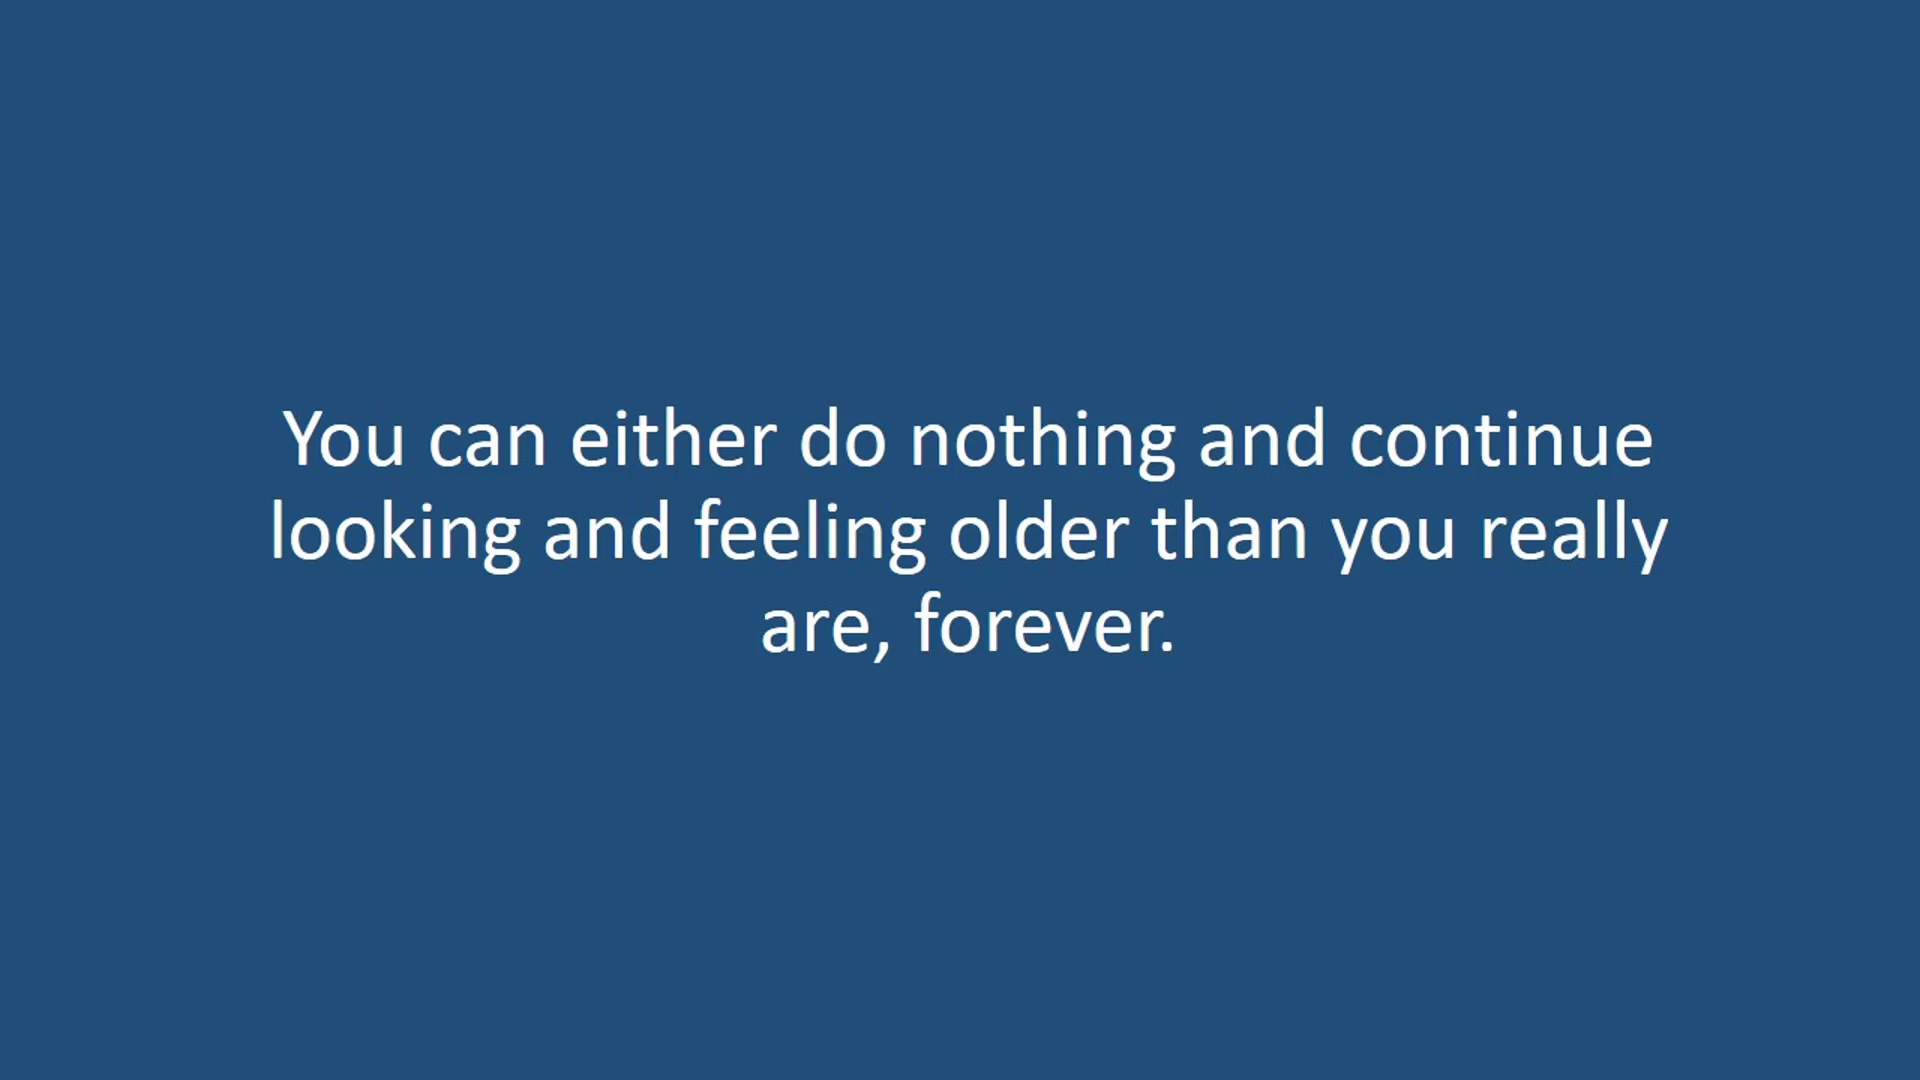 You can either do nothing and continue
looking and feeling older than you really
are, forever.